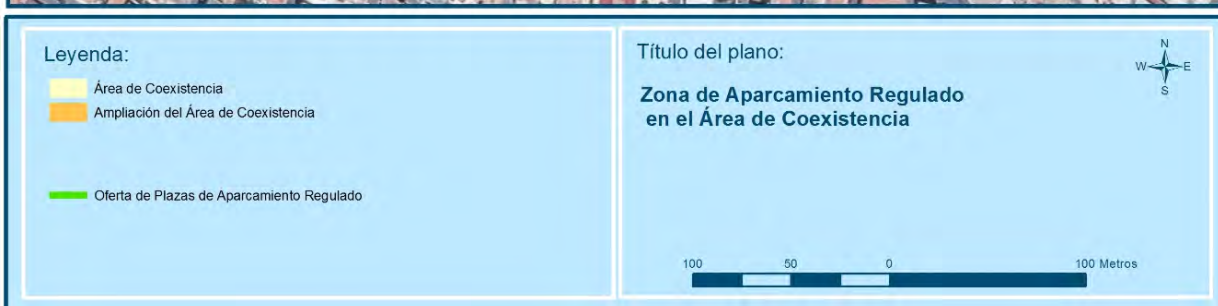 Leyenda:
Área de Coexistencia
Ampliación del Área de Coexistencia
Oferta de Plazas de Aparcamiento Regulado
Título del plano:
N
W E
S
Zona de Aparcamiento Regulado
en el Área de Coexistencia
100 50 0 100 Metros